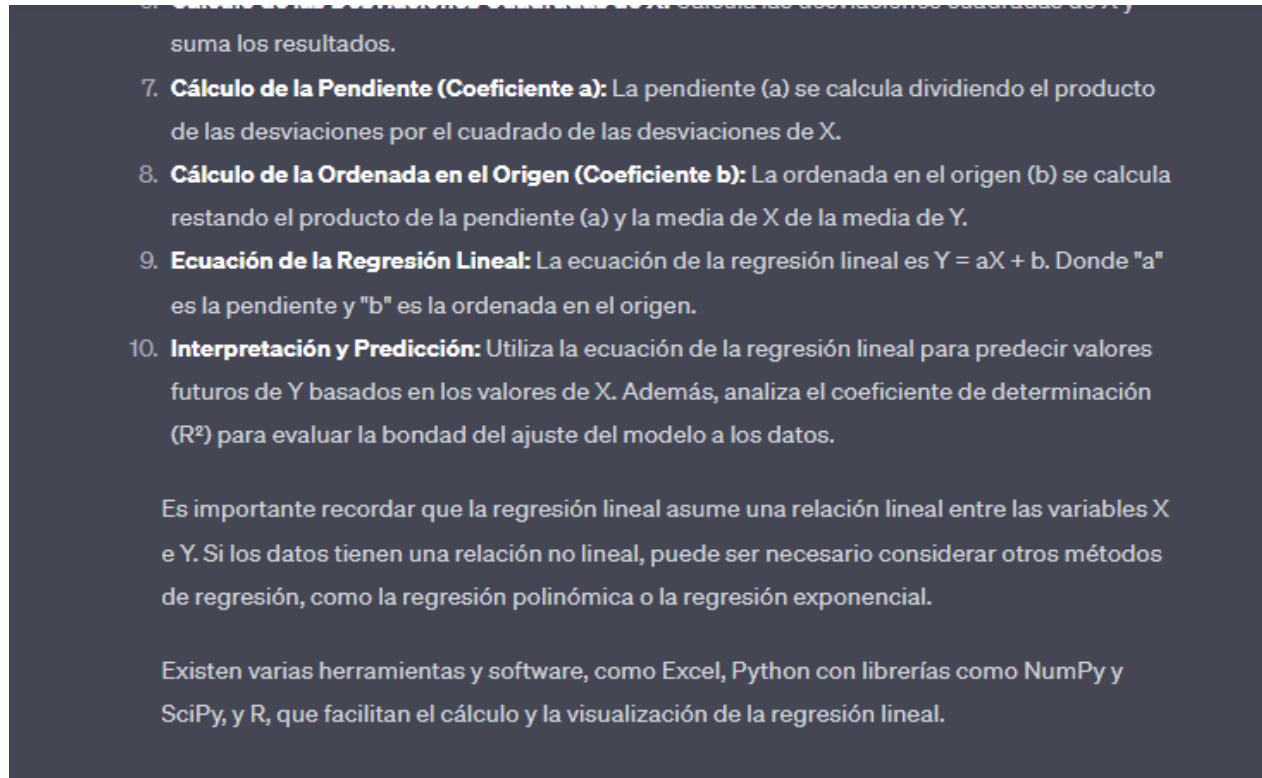 suma los resultados.
7. Cálculo de la Pendiente (Coeficiente a): La pendiente (a) se calcula dividiendo el producto
de las desviaciones por el cuadrado de las desviaciones de X.
8. Cálculo de la Ordenada en el Origen (Coeficiente b): La ordenada en el origen (b) se calcula
restando el producto de la pendiente (a) y la media de X de la media de Y.
9. Ecuación de la Regresión Lineal: La ecuación de la regresión lineal es Y = aX + b. Donde "a"
es la pendiente y "b" es la ordenada en el origen.
10. Interpretación y Predicción: Utiliza la ecuación de la regresión lineal para predecir valores
futuros de Y basados en los valores de X. Además, analiza el coeficiente de determinación
(R²) para evaluar la bondad del ajuste del modelo a los datos.
Es importante recordar que la regresión lineal asume una relación lineal entre las variables X
e Y. Si los datos tienen una relación no lineal, puede ser necesario considerar otros métodos
de regresión, como la regresión polinómica o la regresión exponencial.
Existen varias herramientas y software, como Excel, Python con librerías como NumPy y
SciPy, y R, que facilitan el cálculo y la visualización de la regresión lineal.